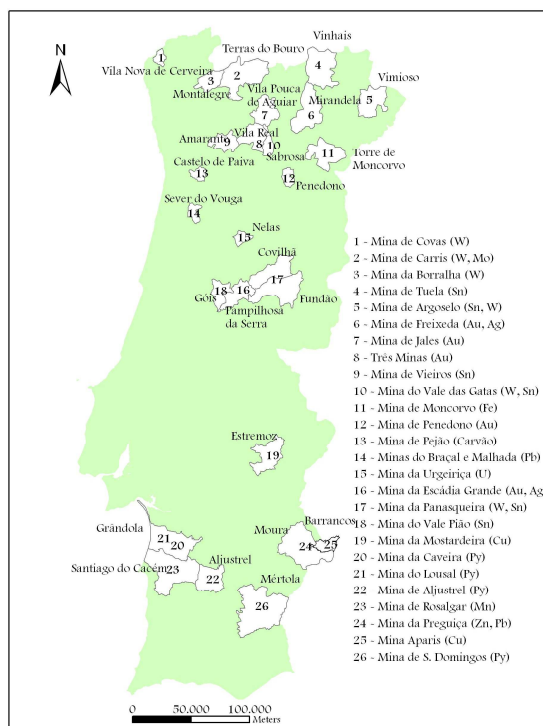 N
Vinhais
Terras do Bouro
1
Vila Nova de Cerveira
3
2
4
Vimioso
Montalegre
Vila Pouca
de Aguiar
Mirandela
5
7
6
Vila Real
Amarante
9
8
10
Sabrosa
11
Torre de
Moncorvo
Castelo de Paiva
13
12
Penedono
Sever do Vouga
14
Nelas
15
Covilhã
17
18
16
Góis
Fundão
Pampilhosa
da Serra
Estremoz
19
Grândola
21
20
Moura
Barrancos
24
25
Santiago do Cacém
23
Aljustrel
22
Mértola
26
1 - Mina de Covas (W)
2 - Mina de Carris (W, Mo)
3 - Mina da Borralha (W)
4 - Mina de Tuela (Sn)
5 - Mina de Argoselo (Sn, W)
6 - Mina de Freixeda (Au, Ag)
7 - Mina de Jales (Au)
8 - Três Minas (Au)
9 - Mina de Vieiros (Sn)
10 - Mina do Vale das Gatas (W, Sn)
11 - Mina de Moncorvo (Fe)
12 - Mina de Penedono (Au)
13 - Mina de Pejão (Carvão)
14 - Minas do Braçal e Malhada (Pb)
15 - Mina da Urgeiriça (U)
16 - Mina da Escádia Grande (Au, Ag
17 - Mina da Panasqueira (W, Sn)
18 - Mina do Vale Pião (Sn)
19 - Mina da Mostardeira (Cu)
20 - Mina da Caveira (Py)
21 - Mina do Lousal (Py)
22 - Mina de Aljustrel (Py)
23 - Mina de Rosalgar (Mn)
24 - Mina da Preguiça (Zn, Pb)
25 - Mina Aparis (Cu)
26 - Mina de S. Domingos (Py)
0 50.000 100.000
Meters